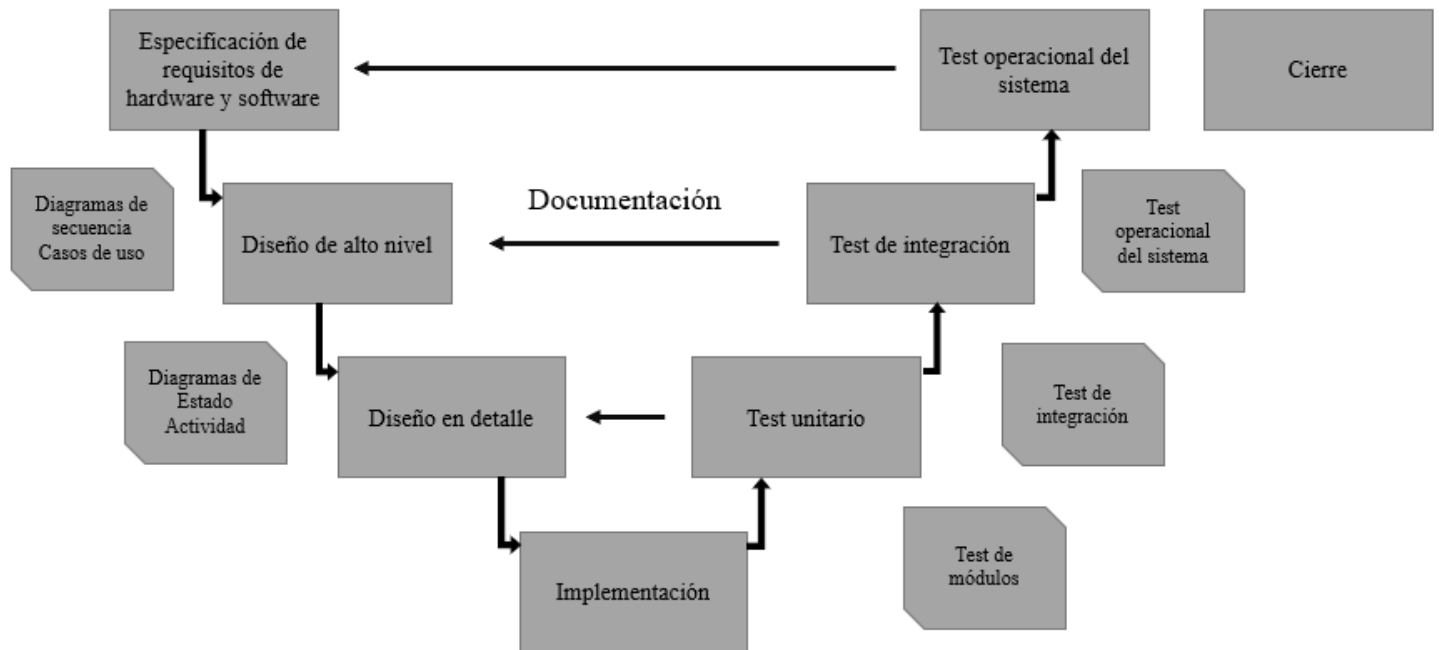 Especificación de
requisitos de
hardware y software
Test operacional del
sistema
Cierre
Diagramas de
secuencia
Casos de uso
Diseño de alto nivel
Documentación
Test de integración
Test
operacional
del sistema
Diagramas de
Estado
Actividad
Diseño en detalle
Test unitario
Test de
integración
Implementación
Test de
módulos